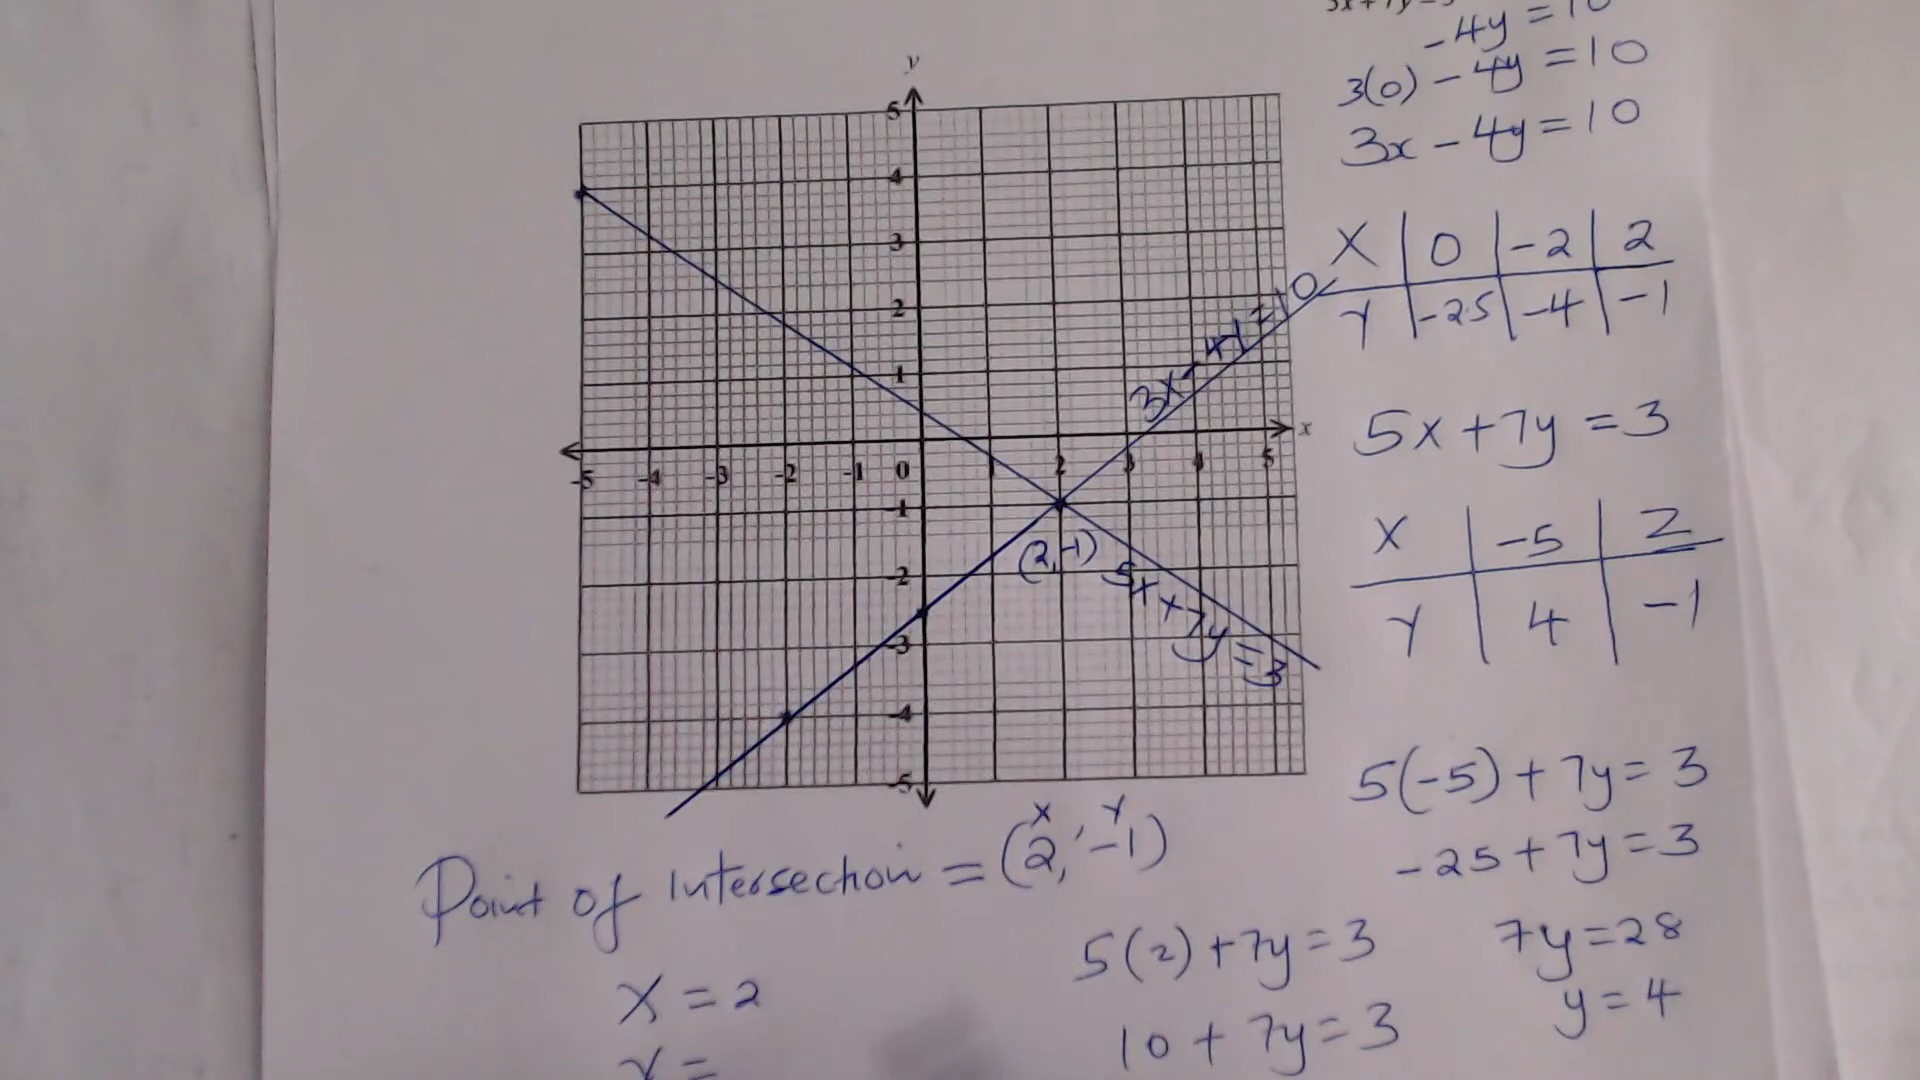 -4y = 10
3(0) - 4y = 10
3x - 4y = 10
X | 0 | -2 | 2
Y | -2.5 | -4 | -1
5x + 7y = 3
X | -5 | 2
Y | 4 | -1
5(-5) + 7y = 3
-25 + 7y = 3
7y = 28
y = 4
y
5
4
3
2
1
-5 -4 -3 -2 -1 0 2 3 4 5 x
-1
-2
-3
-4
-5
3x - 4y = 10
(2, -1)
5x + 7y = 3
X , Y
Point of Intersection = (2, -1)
X = 2
Y =
5(2) + 7y = 3
10 + 7y = 3